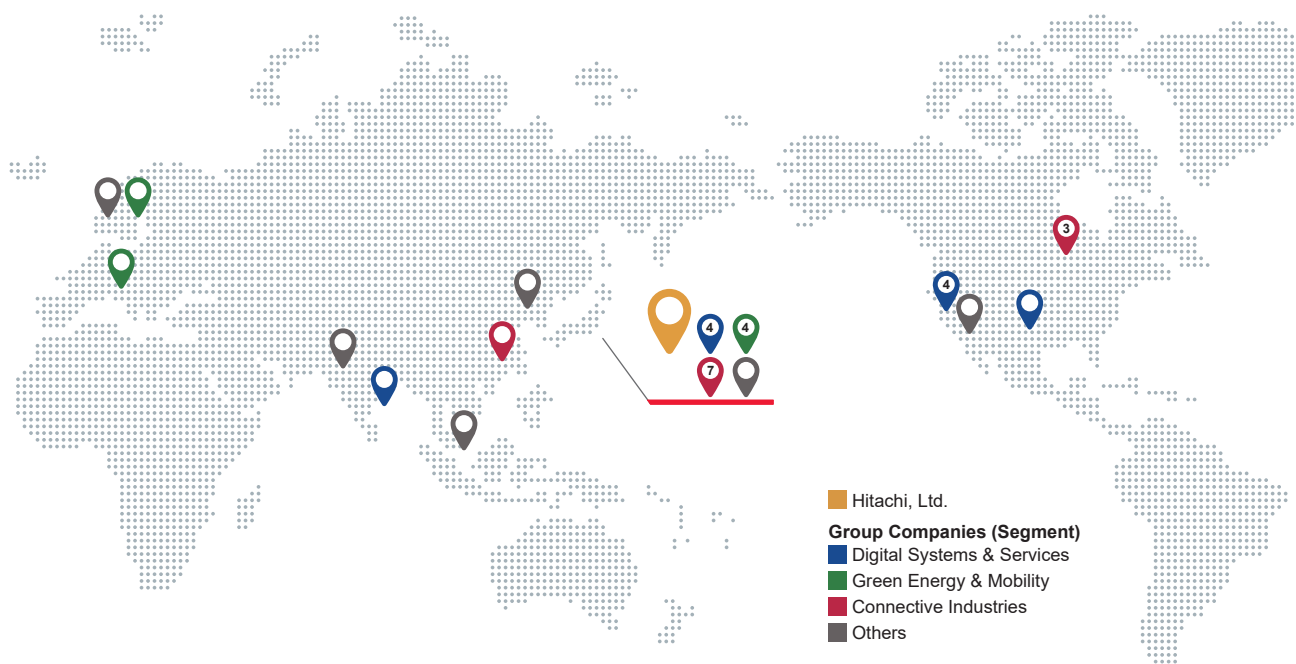 3
4
4
4
7
Hitachi, Ltd.
Group Companies (Segment)
Digital Systems & Services
Green Energy & Mobility
Connective Industries
Others